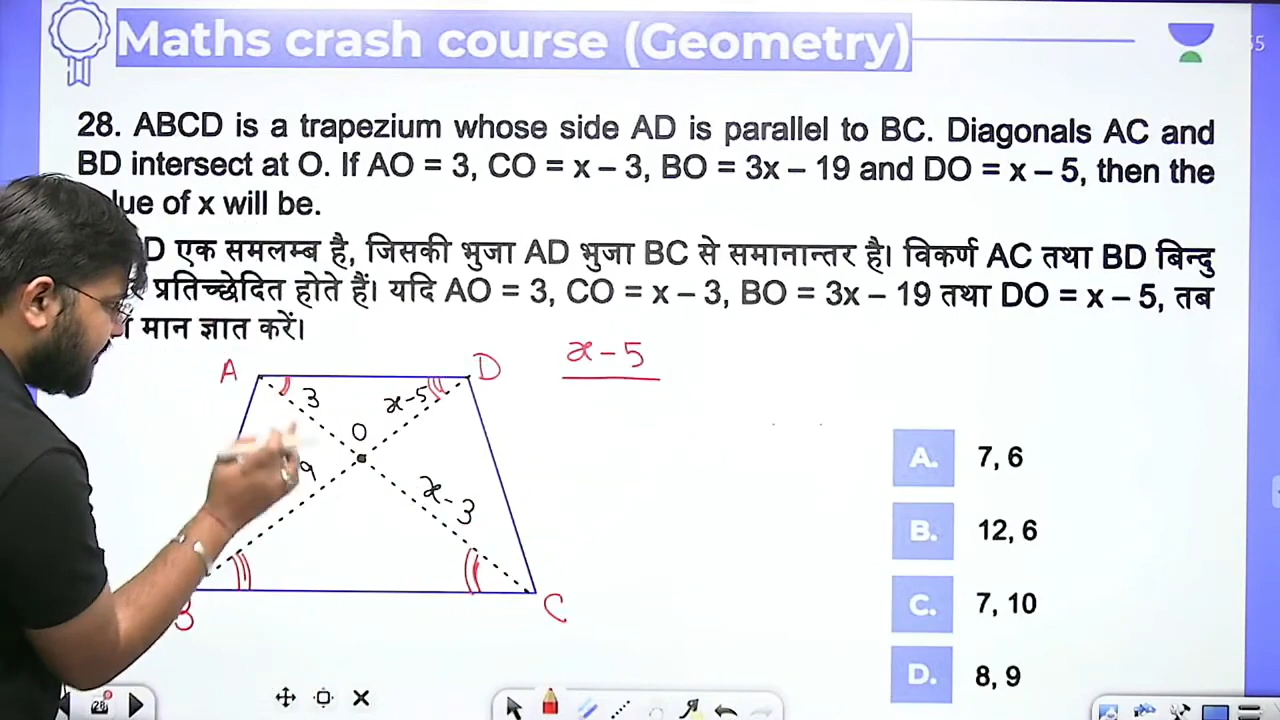 Maths crash course (Geometry)
28. ABCD is a trapezium whose side AD is parallel to BC. Diagonals AC and
BD intersect at O. If AO = 3, CO = x – 3, BO = 3x – 19 and DO = x – 5, then the
of x will be.
एक समलम्ब है, जिसकी भुजा AD भुजा BC से समानान्तर है। विकर्ण AC तथा BD बिन्दु
प्रतिच्छेदित होते हैं। यदि AO = 3, CO = x – 3, BO = 3x – 19 तथा DO = x – 5, तब
मान ज्ञात करें।
x – 5
A D
3 x-5
O
9
x-3
B C
A. 7, 6
B. 12, 6
C. 7, 10
D. 8, 9
28